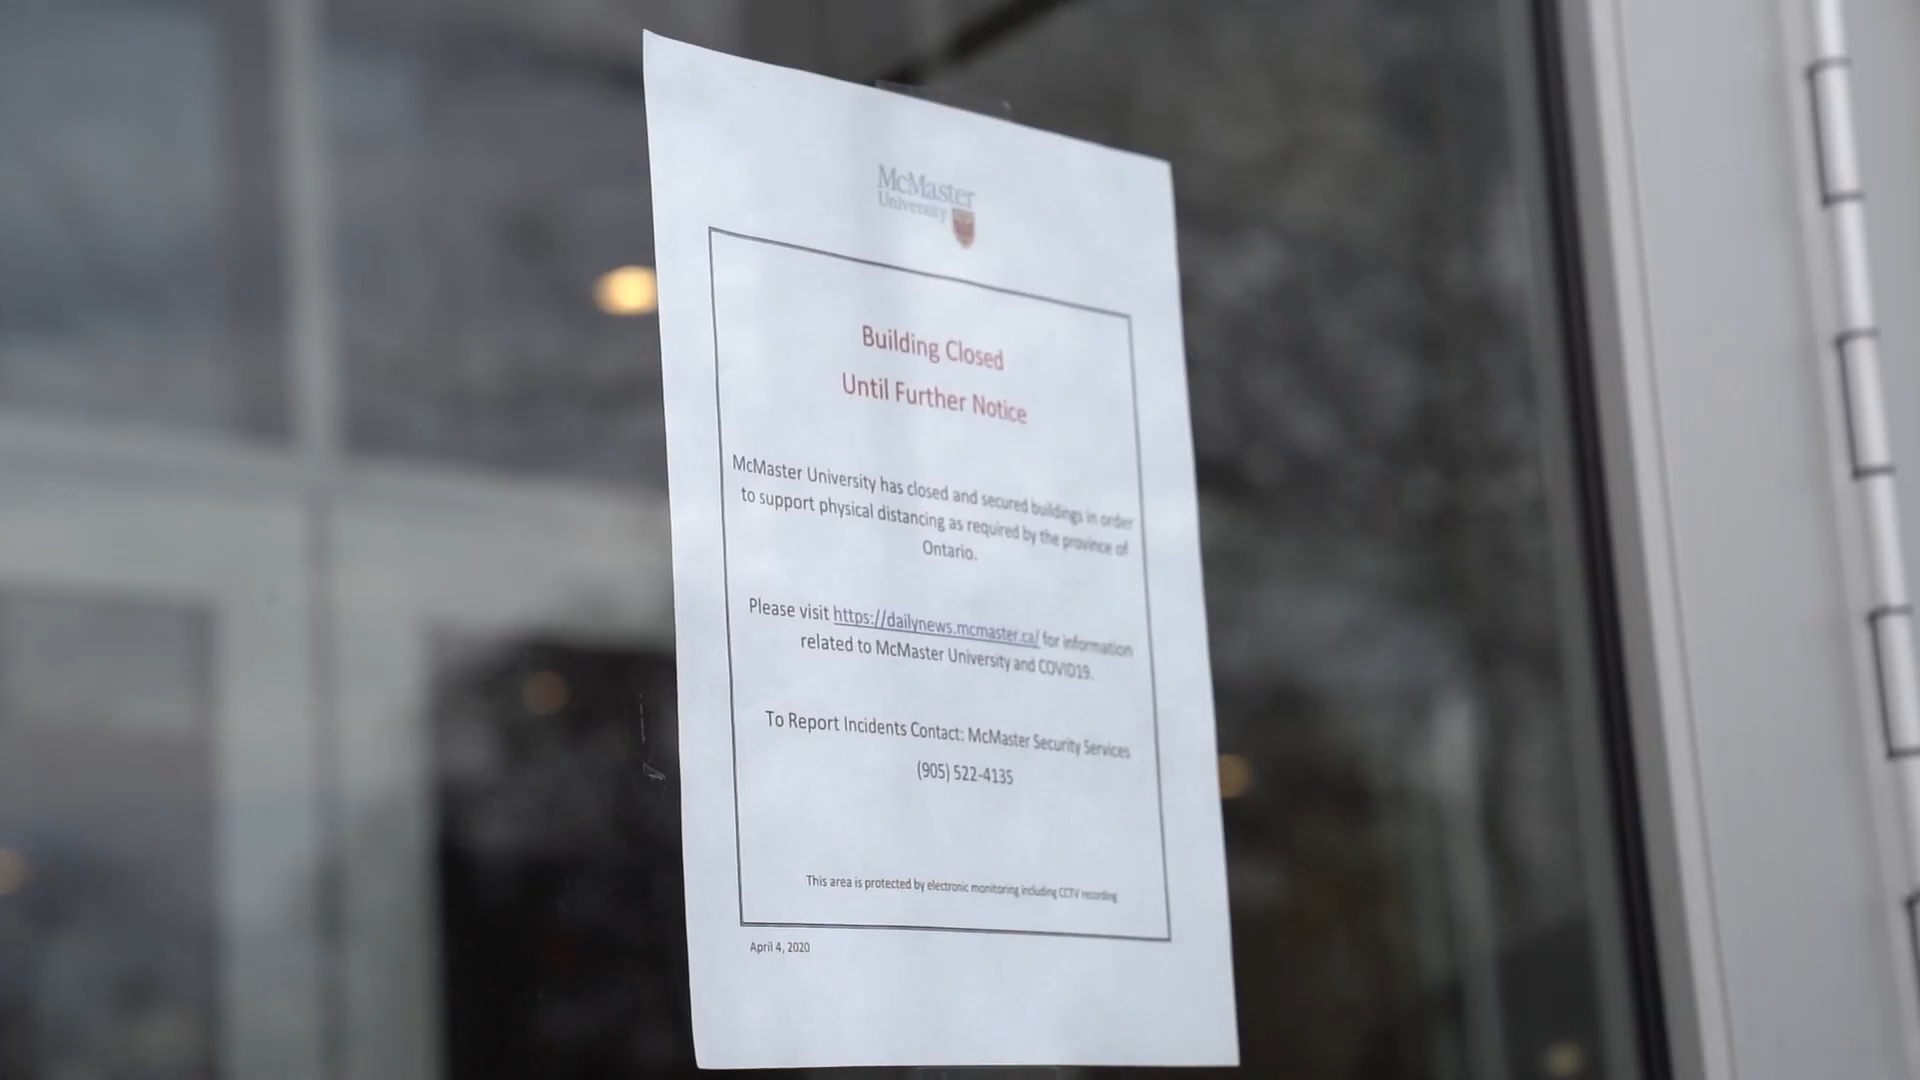 McMaster
University
Building Closed
Until Further Notice
McMaster University has closed and secured buildings in order
to support physical distancing as required by the province of
Ontario.
Please visit https://dailynews.mcmaster.ca/ for information
related to McMaster University and COVID19.
To Report Incidents Contact: McMaster Security Services
(905) 522-4135
This area is protected by electronic monitoring including CCTV recording
April 4, 2020